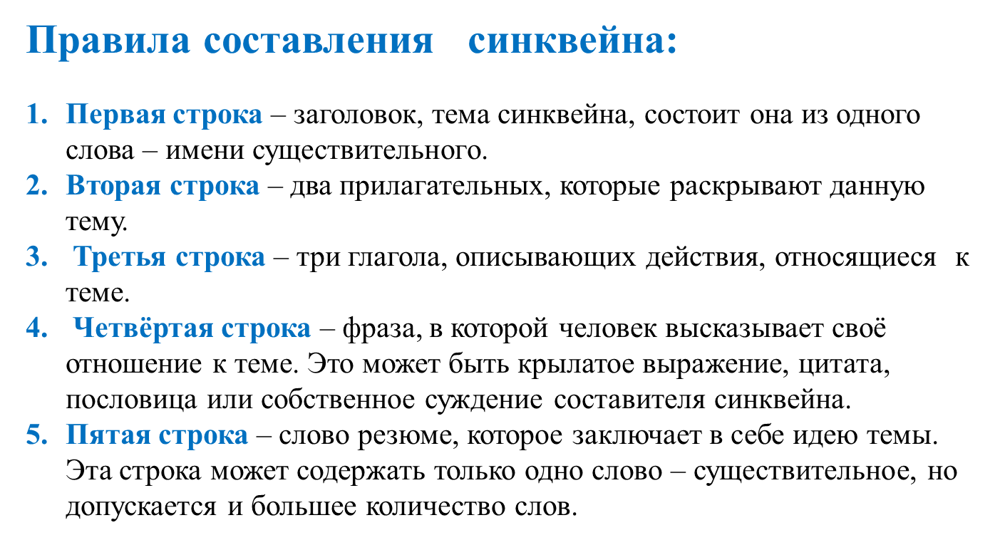 Правила составления синквейна:
1. Первая строка – заголовок, тема синквейна, состоит она из одного
слова – имени существительного.
2. Вторая строка – два прилагательных, которые раскрывают данную
тему.
3. Третья строка – три глагола, описывающих действия, относящиеся к
теме.
4. Четвёртая строка – фраза, в которой человек высказывает своё
отношение к теме. Это может быть крылатое выражение, цитата,
пословица или собственное суждение составителя синквейна.
5. Пятая строка – слово резюме, которое заключает в себе идею темы.
Эта строка может содержать только одно слово – существительное, но
допускается и большее количество слов.